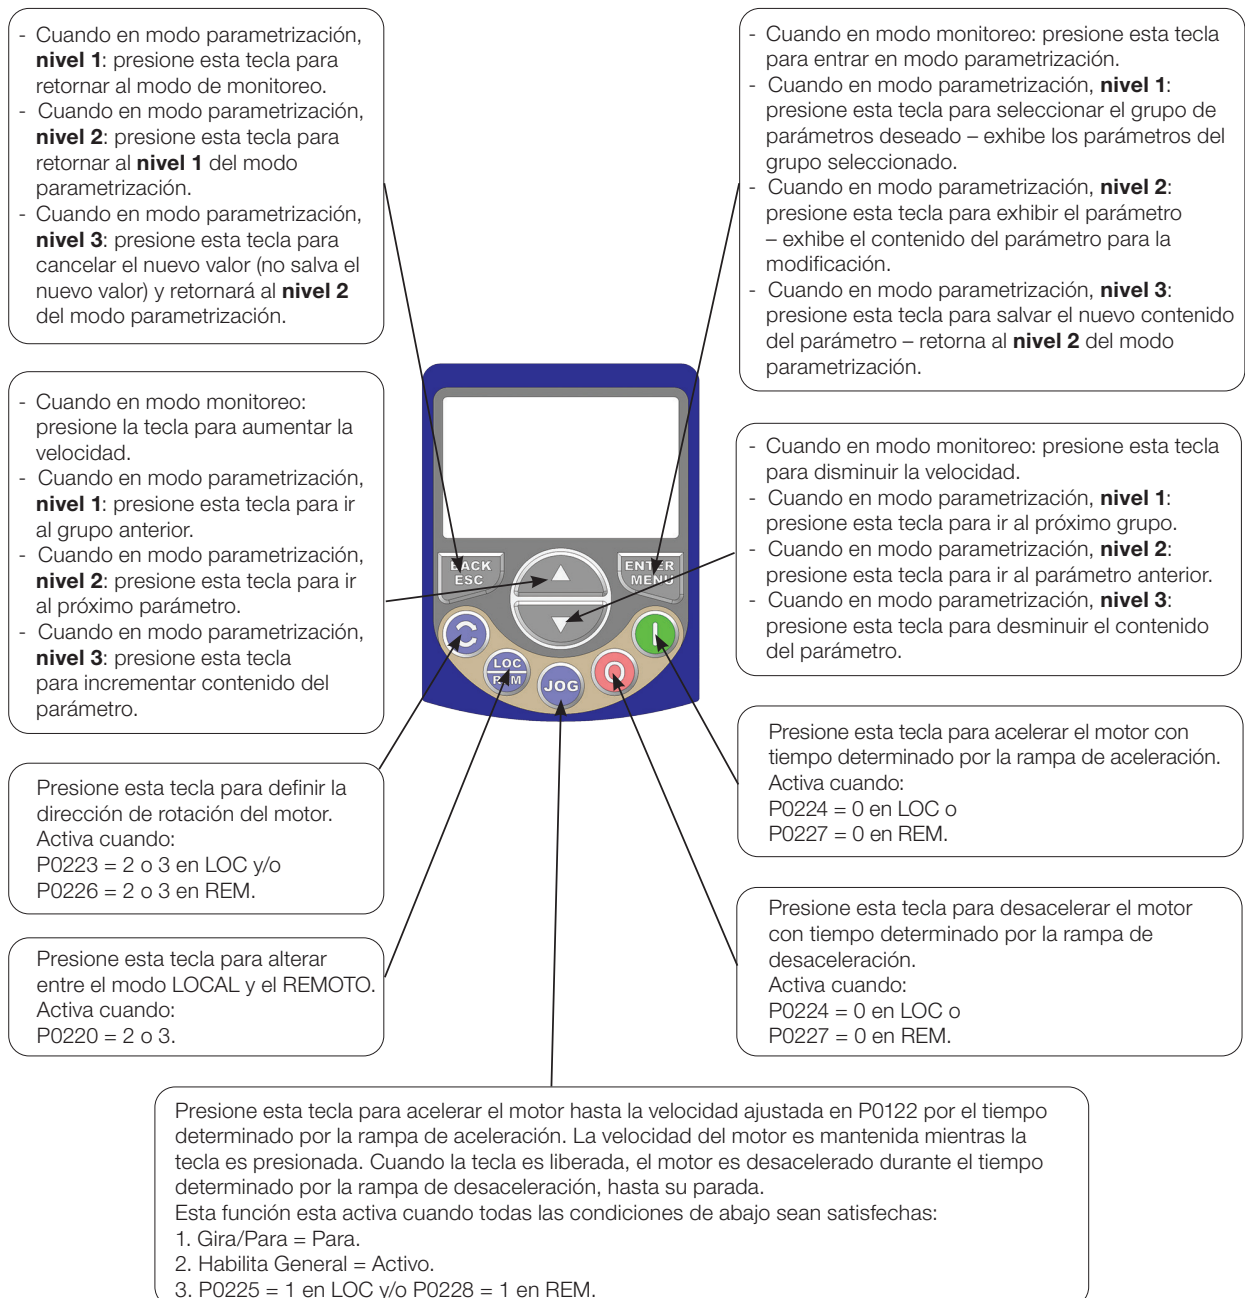 - Cuando en modo parametrización,
nivel 1: presione esta tecla para
retornar al modo de monitoreo.
- Cuando en modo parametrización,
nivel 2: presione esta tecla para
retornar al nivel 1 del modo
parametrización.
- Cuando en modo parametrización,
nivel 3: presione esta tecla para
cancelar el nuevo valor (no salva el
nuevo valor) y retornará al nivel 2
del modo parametrización.
- Cuando en modo monitoreo: presione esta tecla
para entrar en modo parametrización.
- Cuando en modo parametrización, nivel 1:
presione esta tecla para seleccionar el grupo de
parámetros deseado – exhibe los parámetros del
grupo seleccionado.
- Cuando en modo parametrización, nivel 2:
presione esta tecla para exhibir el parámetro
– exhibe el contenido del parámetro para la
modificación.
- Cuando en modo parametrización, nivel 3:
presione esta tecla para salvar el nuevo contenido
del parámetro – retorna al nivel 2 del modo
parametrización.
- Cuando en modo monitoreo:
presione la tecla para aumentar la
velocidad.
- Cuando en modo parametrización,
nivel 1: presione esta tecla para ir
al grupo anterior.
- Cuando en modo parametrización,
nivel 2: presione esta tecla para ir
al próximo parámetro.
- Cuando en modo parametrización,
nivel 3: presione esta tecla
para incrementar contenido del
parámetro.
- Cuando en modo monitoreo: presione esta tecla
para disminuir la velocidad.
- Cuando en modo parametrización, nivel 1:
presione esta tecla para ir al próximo grupo.
- Cuando en modo parametrización, nivel 2:
presione esta tecla para ir al parámetro anterior.
- Cuando en modo parametrización, nivel 3:
presione esta tecla para desminuir el contenido
del parámetro.
BACK
ESC
ENTER
MENU
LOC
REM
JOG
Presione esta tecla para definir la
dirección de rotación del motor.
Activa cuando:
P0223 = 2 o 3 en LOC y/o
P0226 = 2 o 3 en REM.
Presione esta tecla para acelerar el motor con
tiempo determinado por la rampa de aceleración.
Activa cuando:
P0224 = 0 en LOC o
P0227 = 0 en REM.
Presione esta tecla para alterar
entre el modo LOCAL y el REMOTO.
Activa cuando:
P0220 = 2 o 3.
Presione esta tecla para desacelerar el motor
con tiempo determinado por la rampa de
desaceleración.
Activa cuando:
P0224 = 0 en LOC o
P0227 = 0 en REM.
Presione esta tecla para acelerar el motor hasta la velocidad ajustada en P0122 por el tiempo
determinado por la rampa de aceleración. La velocidad del motor es mantenida mientras la
tecla es presionada. Cuando la tecla es liberada, el motor es desacelerado durante el tiempo
determinado por la rampa de desaceleración, hasta su parada.
Esta función esta activa cuando todas las condiciones de abajo sean satisfechas:
1. Gira/Para = Para.
2. Habilita General = Activo.
3. P0225 = 1 en LOC y/o P0228 = 1 en REM.